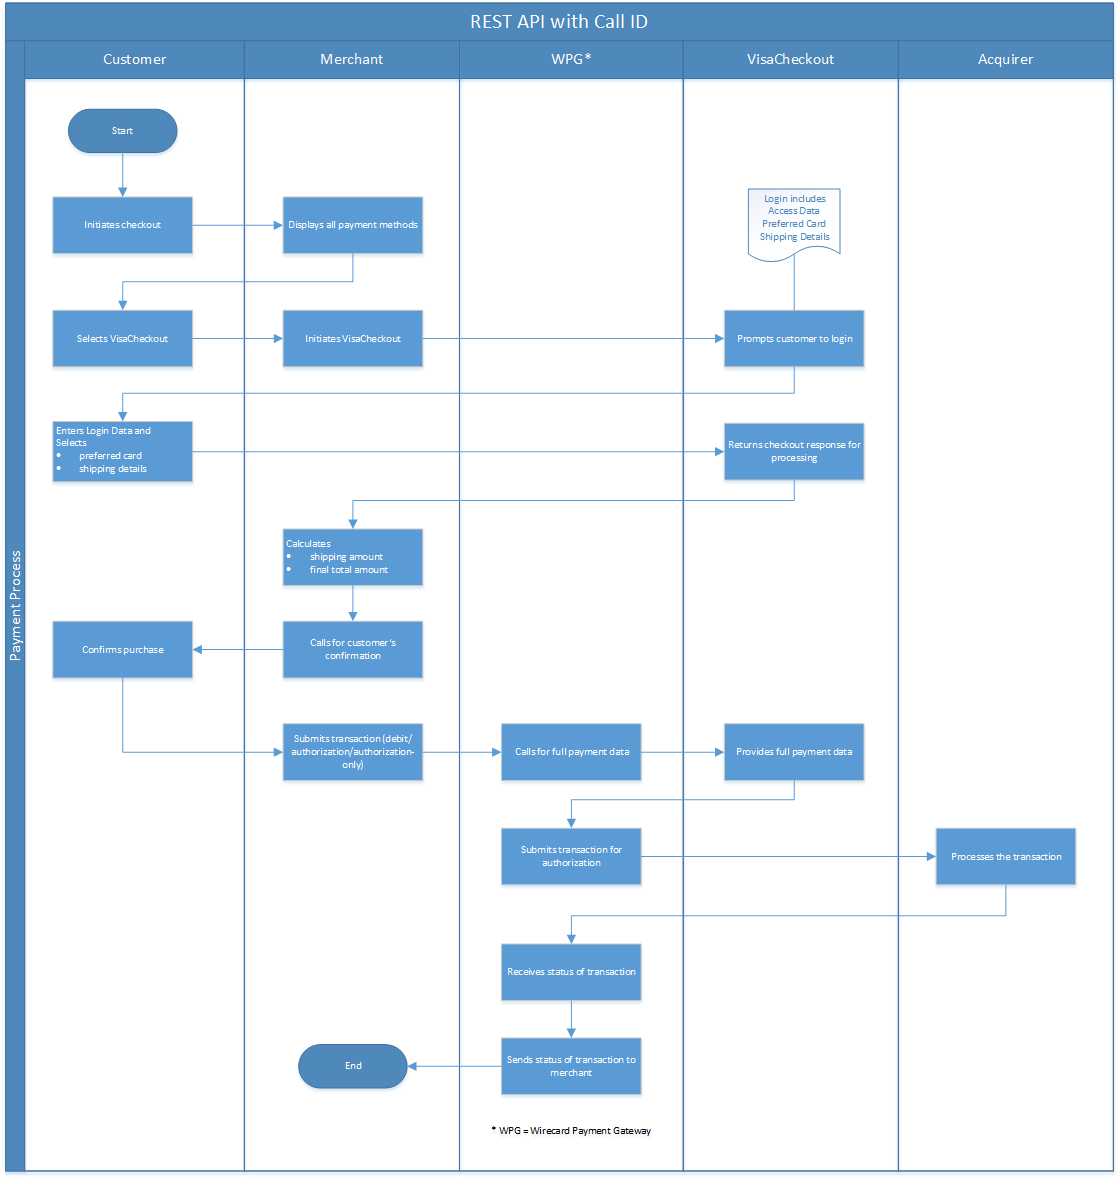 REST API with Call ID
Customer
Merchant
WPG*
VisaCheckout
Acquirer
Payment Process
Start
Initiates checkout
Displays all payment methods
Login includes
Access Data
Preferred Card
Shipping Details
Selects VisaCheckout
Initiates VisaCheckout
Prompts customer to login
Enters Login Data and
Selects
• preferred card
• shipping details
Returns checkout response for
processing
Calculates
• shipping amount
• final total amount
Confirms purchase
Calls for customer's
confirmation
Submits transaction (debit/
authorization/authorization-
only)
Calls for full payment data
Provides full payment data
Submits transaction for
authorization
Processes the transaction
Receives status of transaction
End
Sends status of transaction to
merchant
* WPG = Wirecard Payment Gateway